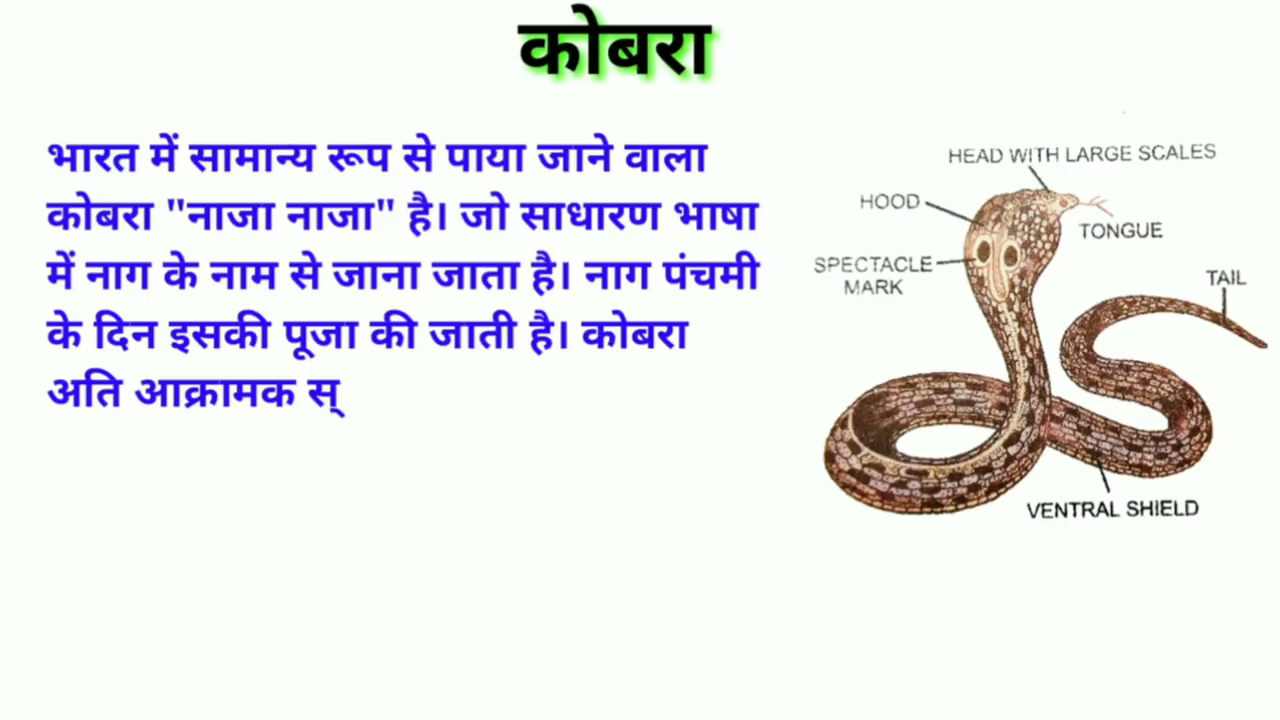 कोबरा
भारत में सामान्य रूप से पाया जाने वाला
कोबरा "नाजा नाजा" है। जो साधारण भाषा
में नाग के नाम से जाना जाता है। नाग पंचमी
के दिन इसकी पूजा की जाती है। कोबरा
अति आक्रामक स्
HEAD WITH LARGE SCALES
HOOD
TONGUE
SPECTACLE
MARK
TAIL
VENTRAL SHIELD